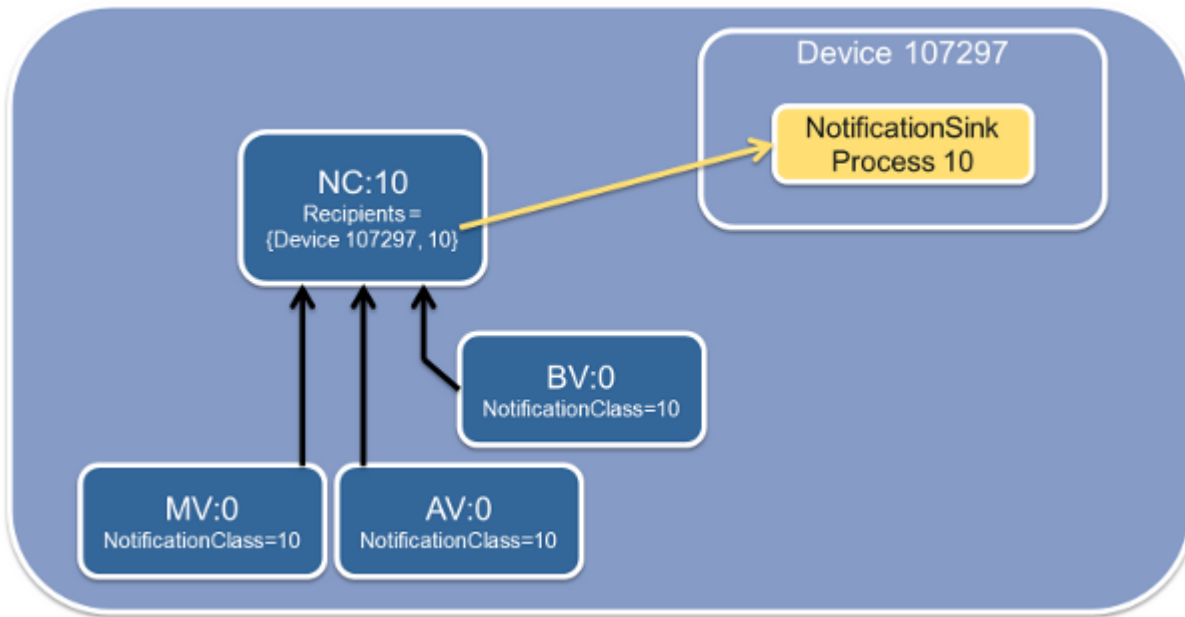 Device 107297
NotificationSink
Process 10
NC:10
Recipients =
{Device 107297, 10}
BV:0
NotificationClass=10
MV:0
NotificationClass=10
AV:0
NotificationClass=10